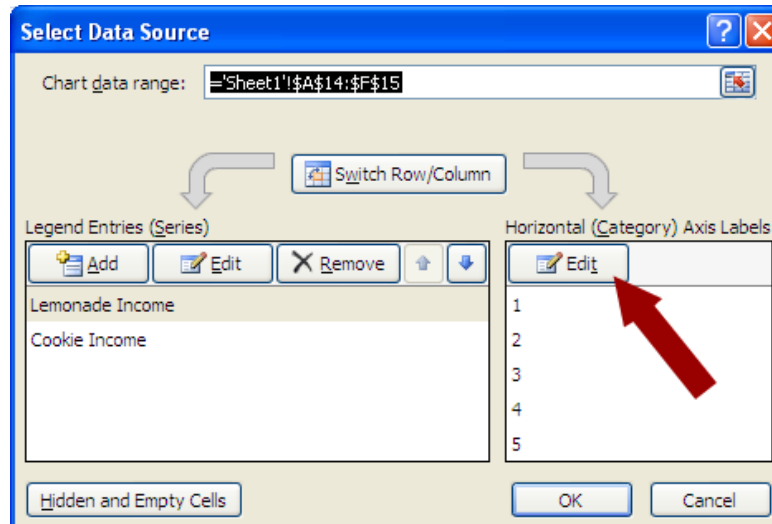 Select Data Source
?
Chart data range: ='Sheet1'!$A$14:$F$15
Switch Row/Column
Legend Entries (Series)
Add Edit Remove
Lemonade Income
Cookie Income
Horizontal (Category) Axis Labels
Edit
1
2
3
4
5
Hidden and Empty Cells
OK Cancel